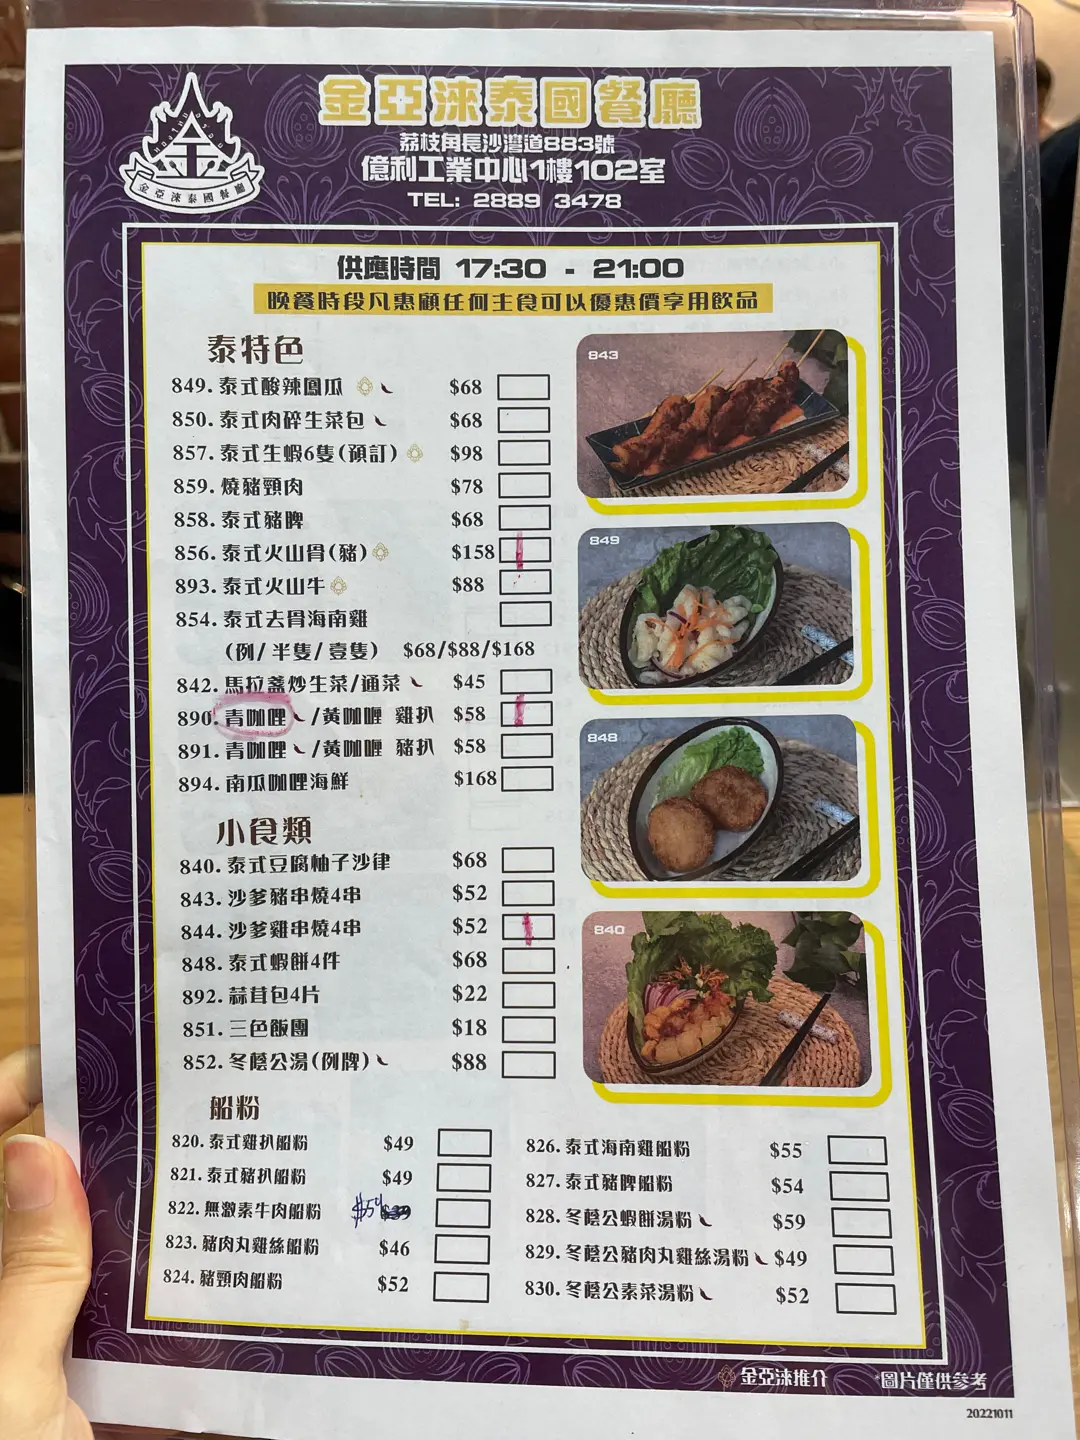 金亞涞泰國餐廳
荔枝角長沙灣道883號
億利工業中心1樓102室
TEL: 2889 3478
金亞涞泰國餐廳
供應時間 17:30 - 21:00
晚餐時段凡惠顧任何主食可以優惠價享用飲品
泰特色
849. 泰式酸辣鳳瓜 $68
850. 泰式肉碎生菜包 $68
857. 泰式生蝦6隻(預訂) $98
859. 燒豬頸肉 $78
858. 泰式豬脾 $68
856. 泰式火山骨(豬) $158
893. 泰式火山牛 $88
854. 泰式去骨海南雞
(例/半隻/壹隻) $68/$88/$168
842. 馬拉盞炒生菜/通菜 $45
890. 青咖喱/黃咖喱 雞扒 $58
891. 青咖喱/黃咖喱 豬扒 $58
894. 南瓜咖喱海鮮 $168
小食類
840. 泰式豆腐柚子沙律 $68
843. 沙爹豬串燒4串 $52
844. 沙爹雞串燒4串 $52
848. 泰式蝦餅4件 $68
892. 蒜茸包4片 $22
851. 三色飯團 $18
852. 冬蔭公湯(例牌) $88
843
849
848
840
船粉
820. 泰式雞扒船粉 $49
821. 泰式豬扒船粉 $49
822. 無激素牛肉船粉 $54
823. 豬肉丸雞絲船粉 $46
824. 豬頸肉船粉 $52
826. 泰式海南雞船粉 $55
827. 泰式豬脾船粉 $54
828. 冬蔭公蝦餅湯粉 $59
829. 冬蔭公豬肉丸雞絲湯粉 $49
830. 冬蔭公素菜湯粉 $52
金亞涞推介
*圖片僅供參考
20221011